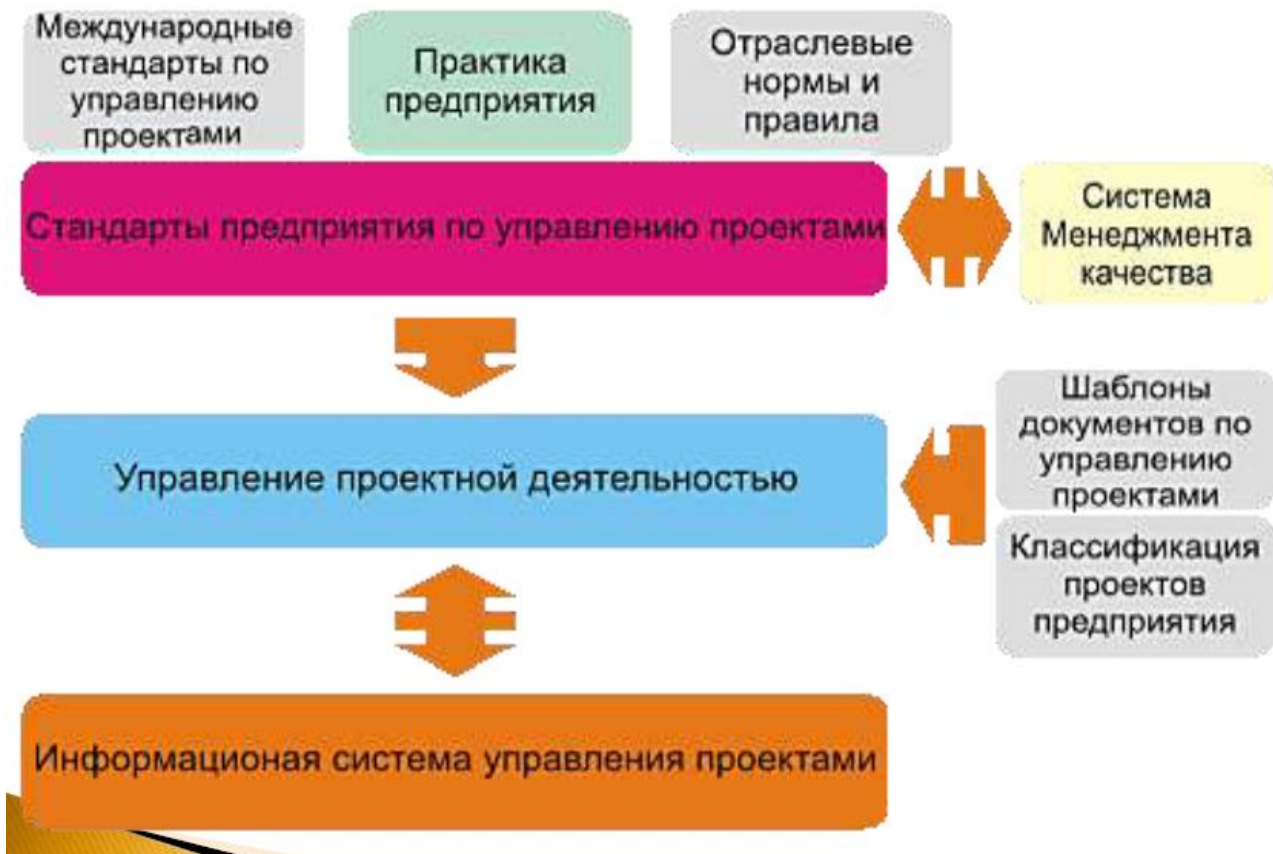 Международные
стандарты по
управлению
проектами
Практика
предприятия
Отраслевые
нормы и
правила
Стандарты предприятия по управлению проектами
Система
Менеджмента
качества
Шаблоны
документов по
управлению
проектами
Управление проектной деятельностью
Классификация
проектов
предприятия
Информационая система управления проектами